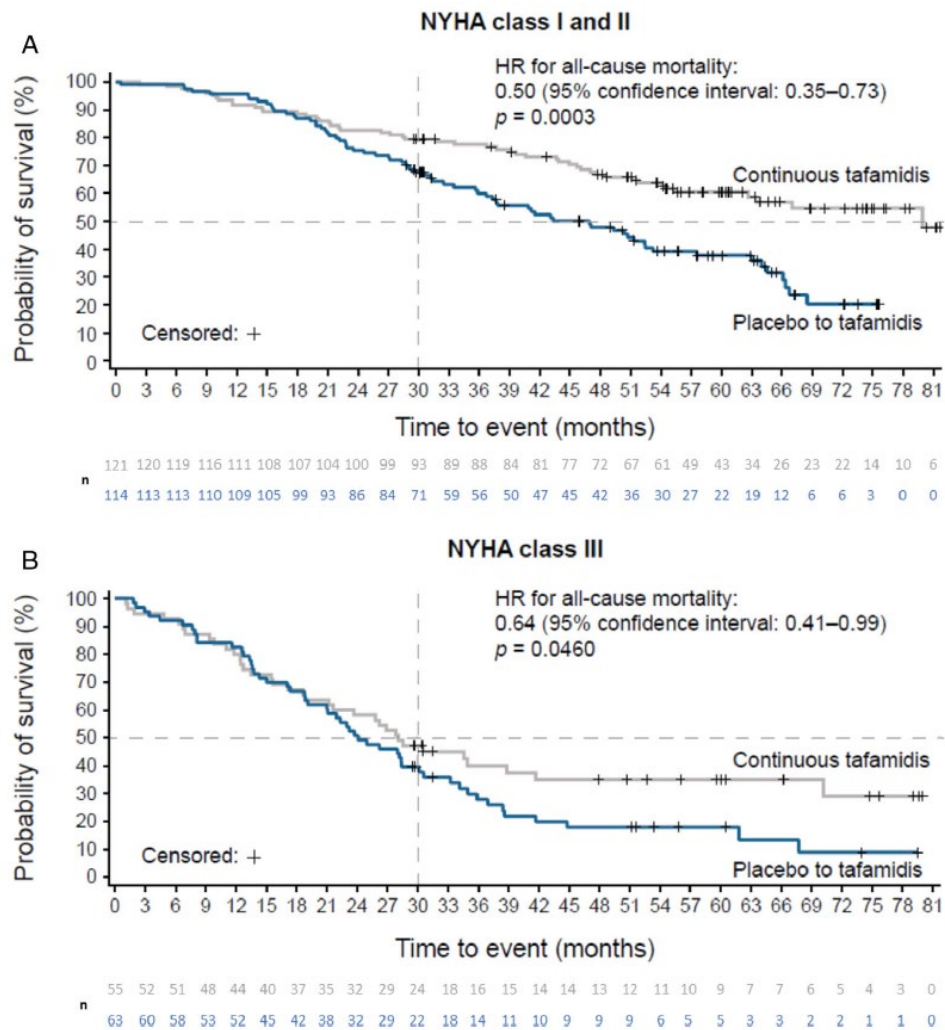 A
NYHA class I and II
HR for all-cause mortality:
0.50 (95% confidence interval: 0.35–0.73)
p = 0.0003
Probability of survival (%)
100
90
80
70
60
50
40
30
20
10
0
Continuous tafamidis
Placebo to tafamidis
Censored: +
0 3 6 9 12 15 18 21 24 27 30 33 36 39 42 45 48 51 54 57 60 63 66 69 72 75 78 81
Time to event (months)
n
121 120 119 116 111 108 107 104 100 99 93 89 88 84 81 77 72 67 61 49 43 34 26 23 22 14 10 6
114 113 113 110 109 105 99 93 86 84 71 59 56 50 47 45 42 36 30 27 22 19 12 6 6 3 0 0
B
NYHA class III
HR for all-cause mortality:
0.64 (95% confidence interval: 0.41–0.99)
p = 0.0460
Probability of survival (%)
100
90
80
70
60
50
40
30
20
10
0
Continuous tafamidis
Placebo to tafamidis
Censored: +
0 3 6 9 12 15 18 21 24 27 30 33 36 39 42 45 48 51 54 57 60 63 66 69 72 75 78 81
Time to event (months)
n
55 52 51 48 44 40 37 35 32 29 24 18 16 15 14 14 13 12 11 10 9 7 7 6 5 4 3 0
63 60 58 53 52 45 42 38 32 29 22 18 14 11 10 9 9 9 6 5 5 3 3 2 2 1 1 0